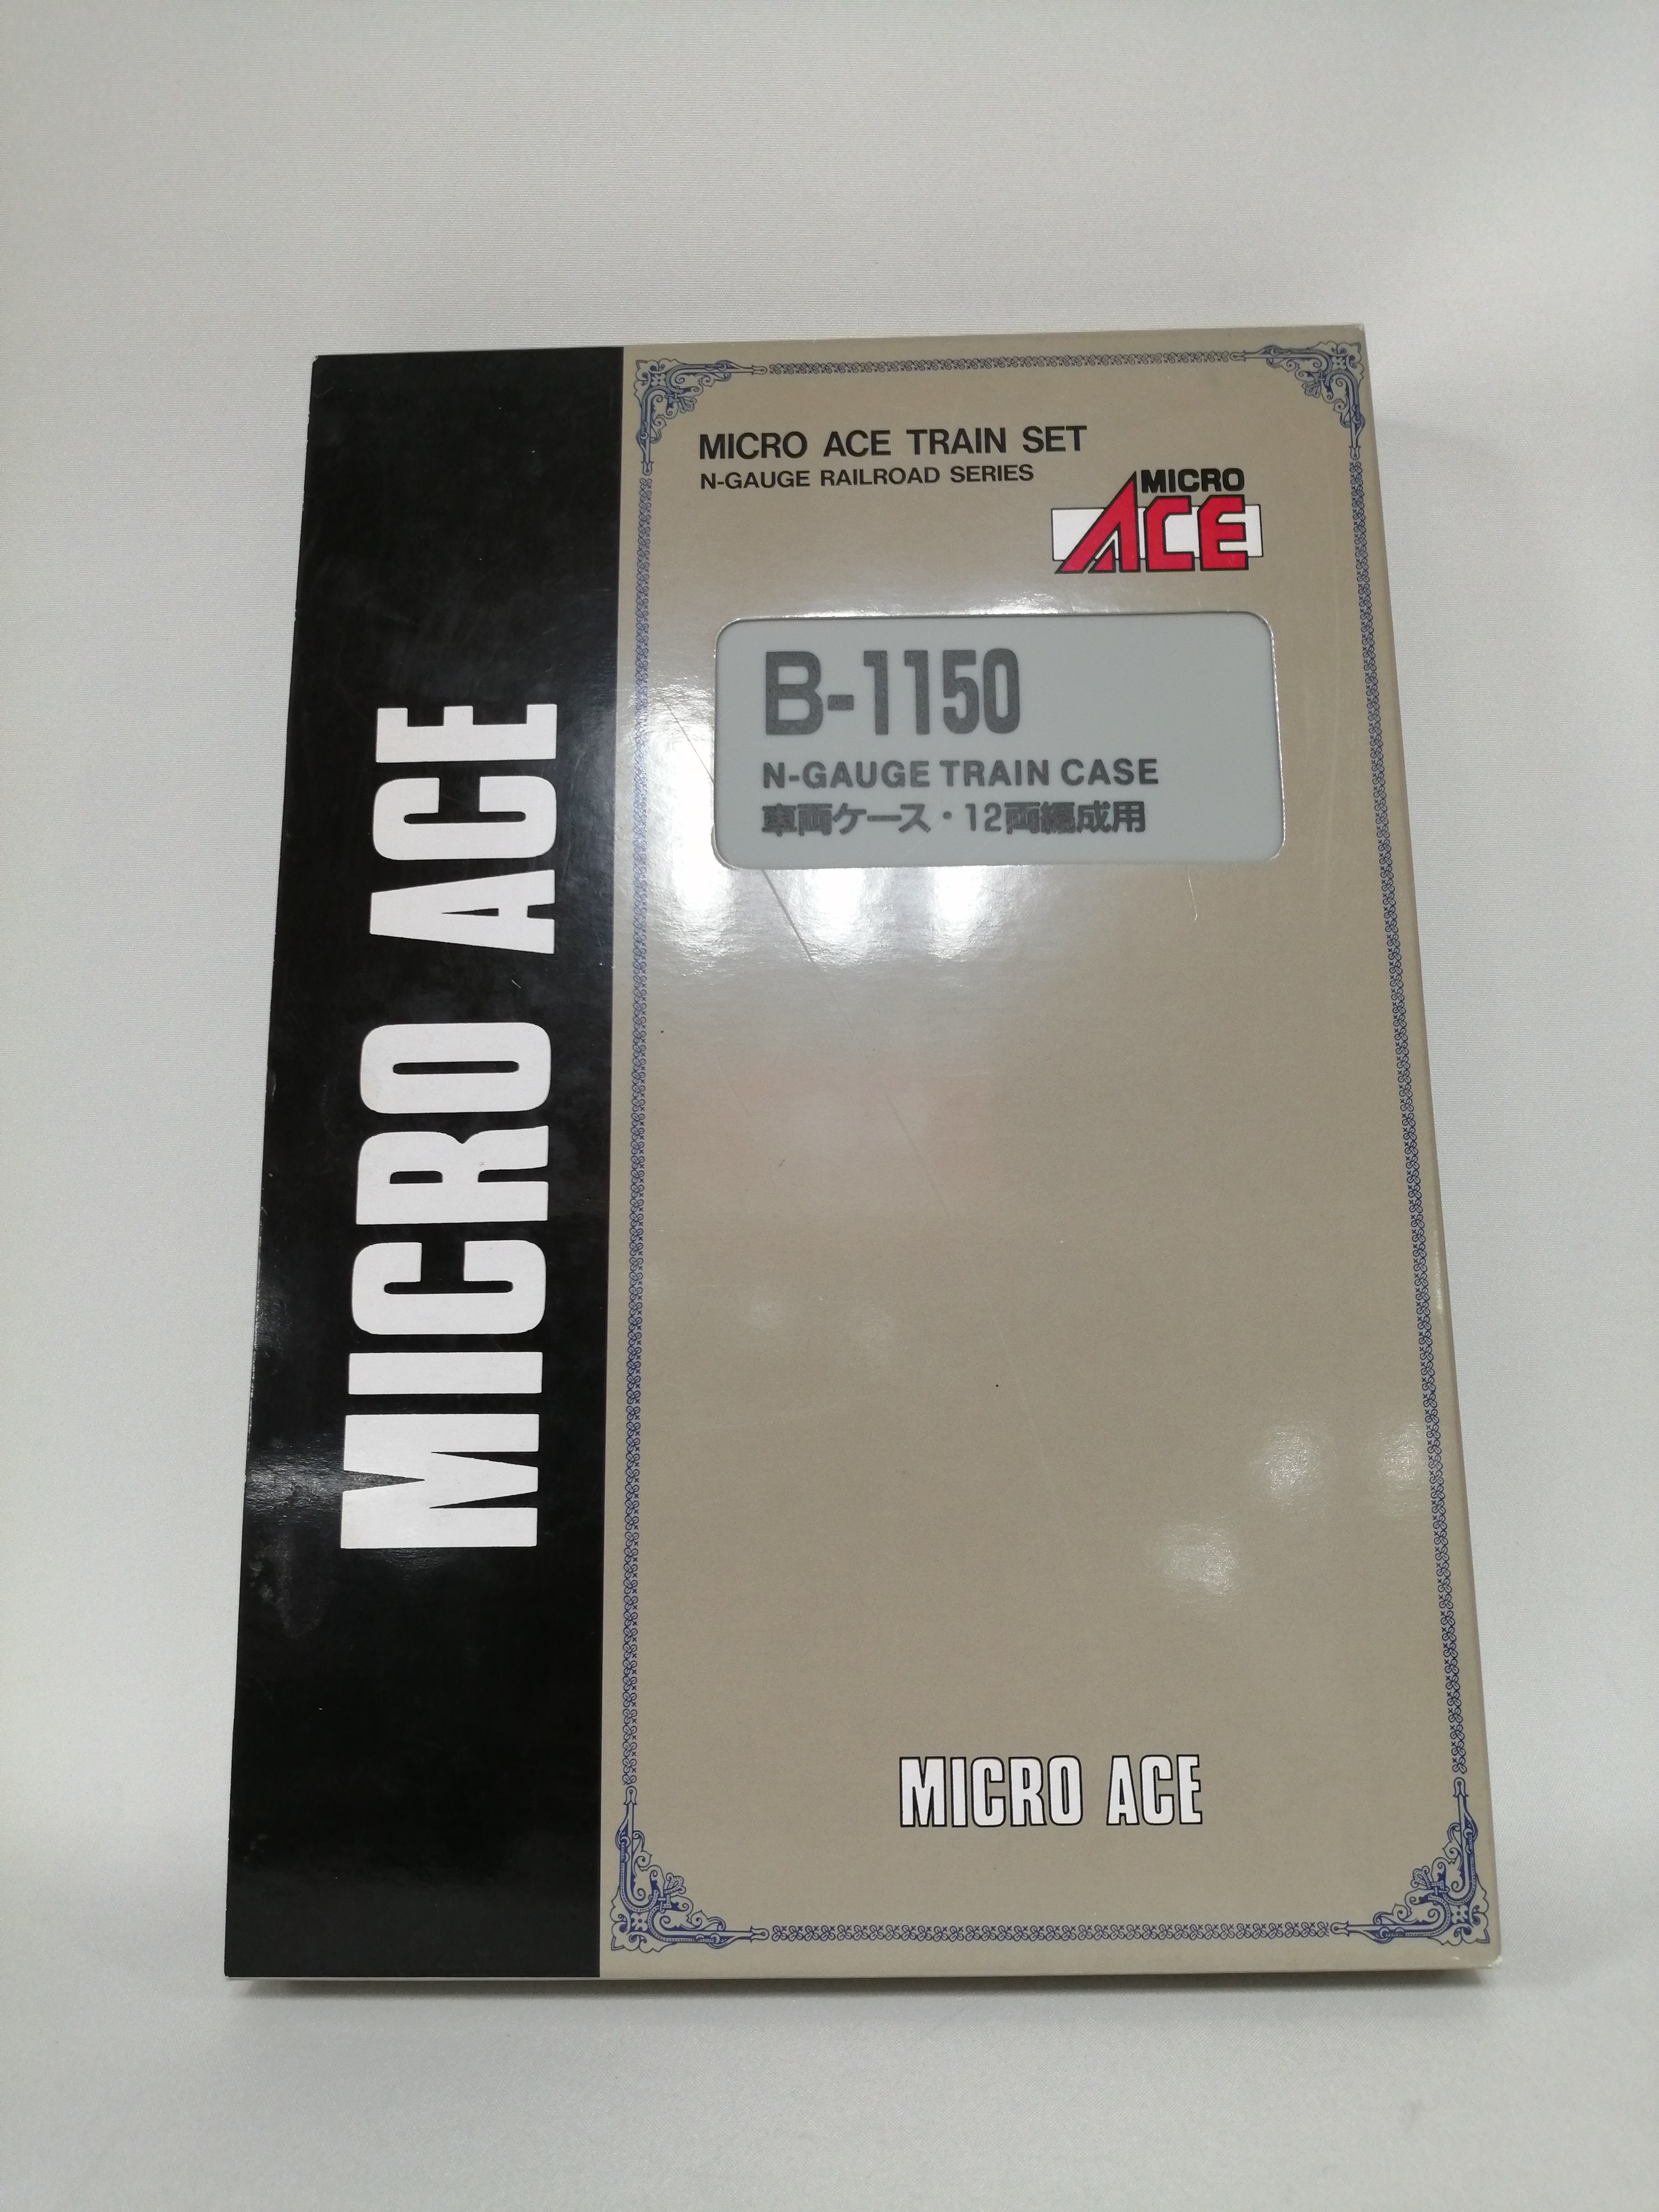 MICRO ACE
MICRO ACE TRAIN SET
N-GAUGE RAILROAD SERIES
MICRO
ACE
B-1150
N-GAUGE TRAIN CASE
車両ケース・12両編成用
MICRO ACE